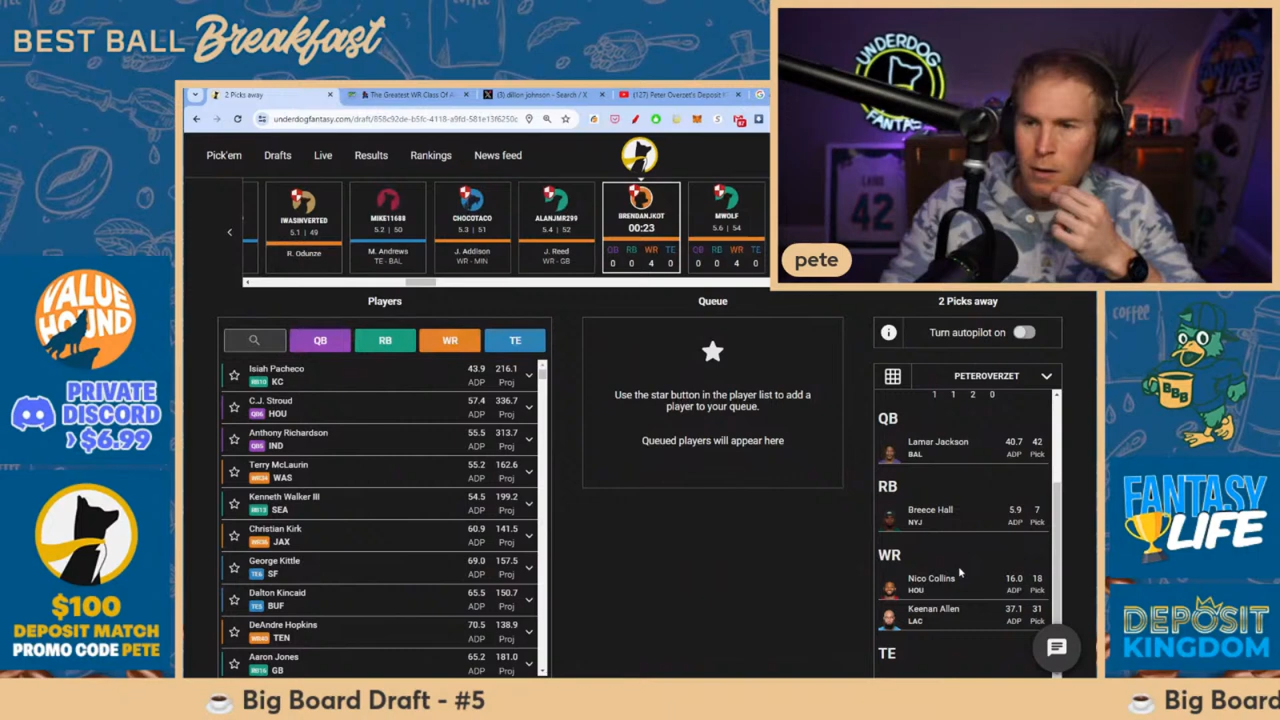 BEST BALL Breakfast
UNDERDOG
FANTASY
FANTASY
LIFE
LAIRD
42
pete
2 Picks away
The Greatest WR Class Of A
(3) dillon johnson - Search / X
(127) Peter Overzet's Deposit
underdogfantasy.com/draft/858c92de-b5fc-4118-a9fd-581e13f6250c
Pick'em
Drafts
Live
Results
Rankings
News feed
IWASINVERTED
5.1 | 49
R. Odunze
MIKE11688
5.2 | 50
M. Andrews
TE - BAL
CHOCOTACO
5.3 | 51
J. Addison
WR - MIN
ALANJMR299
5.4 | 52
J. Reed
WR - GB
BRENDANJKOT
00:23
QB RB WR TE
0 0 4 0
MWOLF
5.6 | 54
QB RB WR TE
0 0 4 0
Players
Queue
2 Picks away
QB
RB
WR
TE
Isiah Pacheco 43.9 216.1
RB10 KC ADP Proj
C.J. Stroud 57.4 336.7
QB6 HOU ADP Proj
Anthony Richardson 55.5 313.7
QB5 IND ADP Proj
Terry McLaurin 55.2 162.6
WAS ADP Proj
Kenneth Walker III 54.5 199.2
RB13 SEA ADP Proj
Christian Kirk 60.9 141.5
JAX ADP Proj
George Kittle 69.0 157.5
TE6 SF ADP Proj
Dalton Kincaid 65.5 150.7
TE5 BUF ADP Proj
DeAndre Hopkins 70.5 138.9
WR40 TEN ADP Proj
Aaron Jones 65.2 181.0
RB16 GB ADP Proj
Use the star button in the player list to add a
player to your queue.
Queued players will appear here
Turn autopilot on
PETEROVERZET
1 1 2 0
QB
Lamar Jackson 40.7 42
BAL ADP Pick
RB
Breece Hall 5.9 7
NYJ ADP Pick
WR
Nico Collins 16.0 18
HOU ADP Pick
Keenan Allen 37.1 31
LAC ADP Pick
TE
VALUE
HOUND
PRIVATE
DISCORD
› $6.99
$100
DEPOSIT MATCH
PROMO CODE PETE
COFFEE
BBB
FANTASY
LIFE
DEPOSIT
KINGDOM
Big Board Draft - #5
Big Board